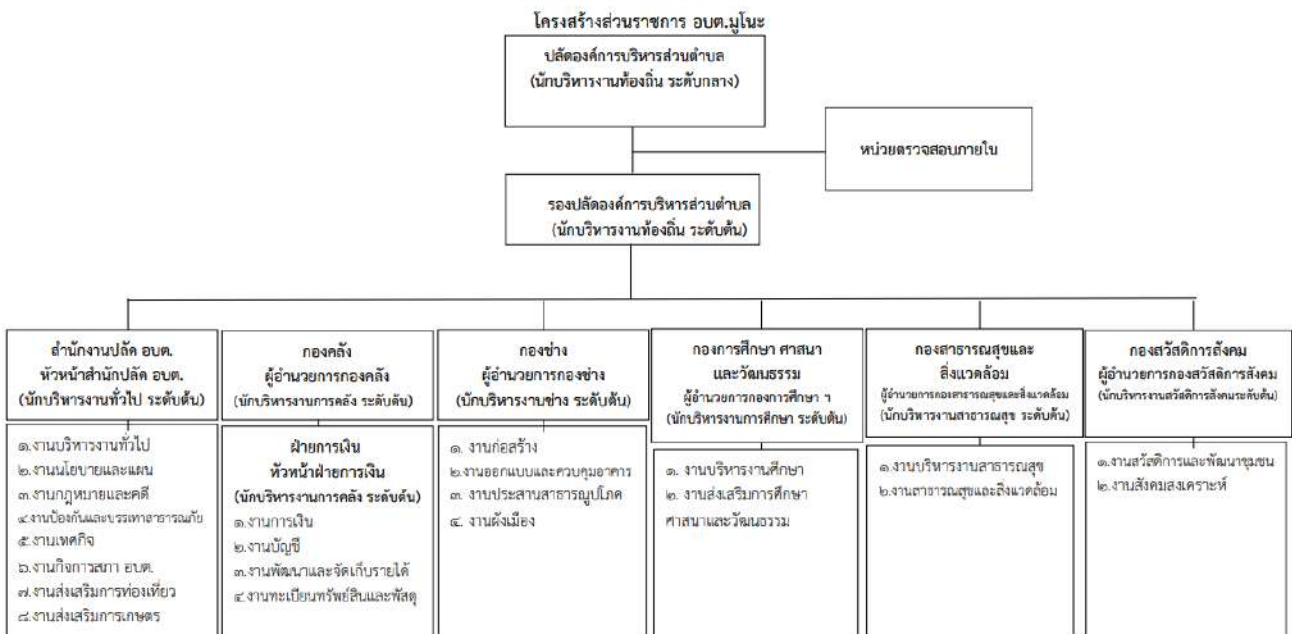 โครงสร้างส่วนราชการ อบต.มูโนะ
ปลัดองค์การบริหารส่วนตำบล
(นักบริหารงานท้องถิ่น ระดับกลาง)
หน่วยตรวจสอบภายใน
รองปลัดองค์การบริหารส่วนตำบล
(นักบริหารงานท้องถิ่น ระดับต้น)
สำนักงานปลัด อบต.
หัวหน้าสำนักปลัด อบต.
(นักบริหารงานทั่วไป ระดับต้น)
๑.งานบริหารงานทั่วไป
๒.งานนโยบายและแผน
๓.งานกฎหมายและคดี
๔.งานป้องกันและบรรเทาสาธารณภัย
๕.งานเทศกิจ
๖.งานกิจการสภา อบต.
๗.งานส่งเสริมการท่องเที่ยว
๘.งานส่งเสริมการเกษตร
กองคลัง
ผู้อำนวยการกองคลัง
(นักบริหารงานการคลัง ระดับต้น)
ฝ่ายการเงิน
หัวหน้าฝ่ายการเงิน
(นักบริหารงานการคลัง ระดับต้น)
๑.งานการเงิน
๒.งานบัญชี
๓.งานพัฒนาและจัดเก็บรายได้
๔.งานทะเบียนทรัพย์สินและพัสดุ
กองช่าง
ผู้อำนวยการกองช่าง
(นักบริหารงานช่าง ระดับต้น)
๑. งานก่อสร้าง
๒.งานออกแบบและควบคุมอาคาร
๓. งานประสานสาธารณูปโภค
๔. งานผังเมือง
กองการศึกษา ศาสนา
และวัฒนธรรม
ผู้อำนวยการกองการศึกษา ฯ
(นักบริหารงานการศึกษา ระดับต้น)
๑. งานบริหารงานศึกษา
๒. งานส่งเสริมการศึกษา
ศาสนาและวัฒนธรรม
กองสาธารณสุขและ
สิ่งแวดล้อม
ผู้อำนวยการกองสาธารณสุขและสิ่งแวดล้อม
(นักบริหารงานสาธารณสุข ระดับต้น)
๑.งานบริหารงานสาธารณสุข
๒.งานสาธารณสุขและสิ่งแวดล้อม
กองสวัสดิการสังคม
ผู้อำนวยการกองสวัสดิการสังคม
(นักบริหารงานสวัสดิการสังคมระดับต้น)
๑.งานสวัสดิการและพัฒนาชุมชน
๒.งานสังคมสงเคราะห์